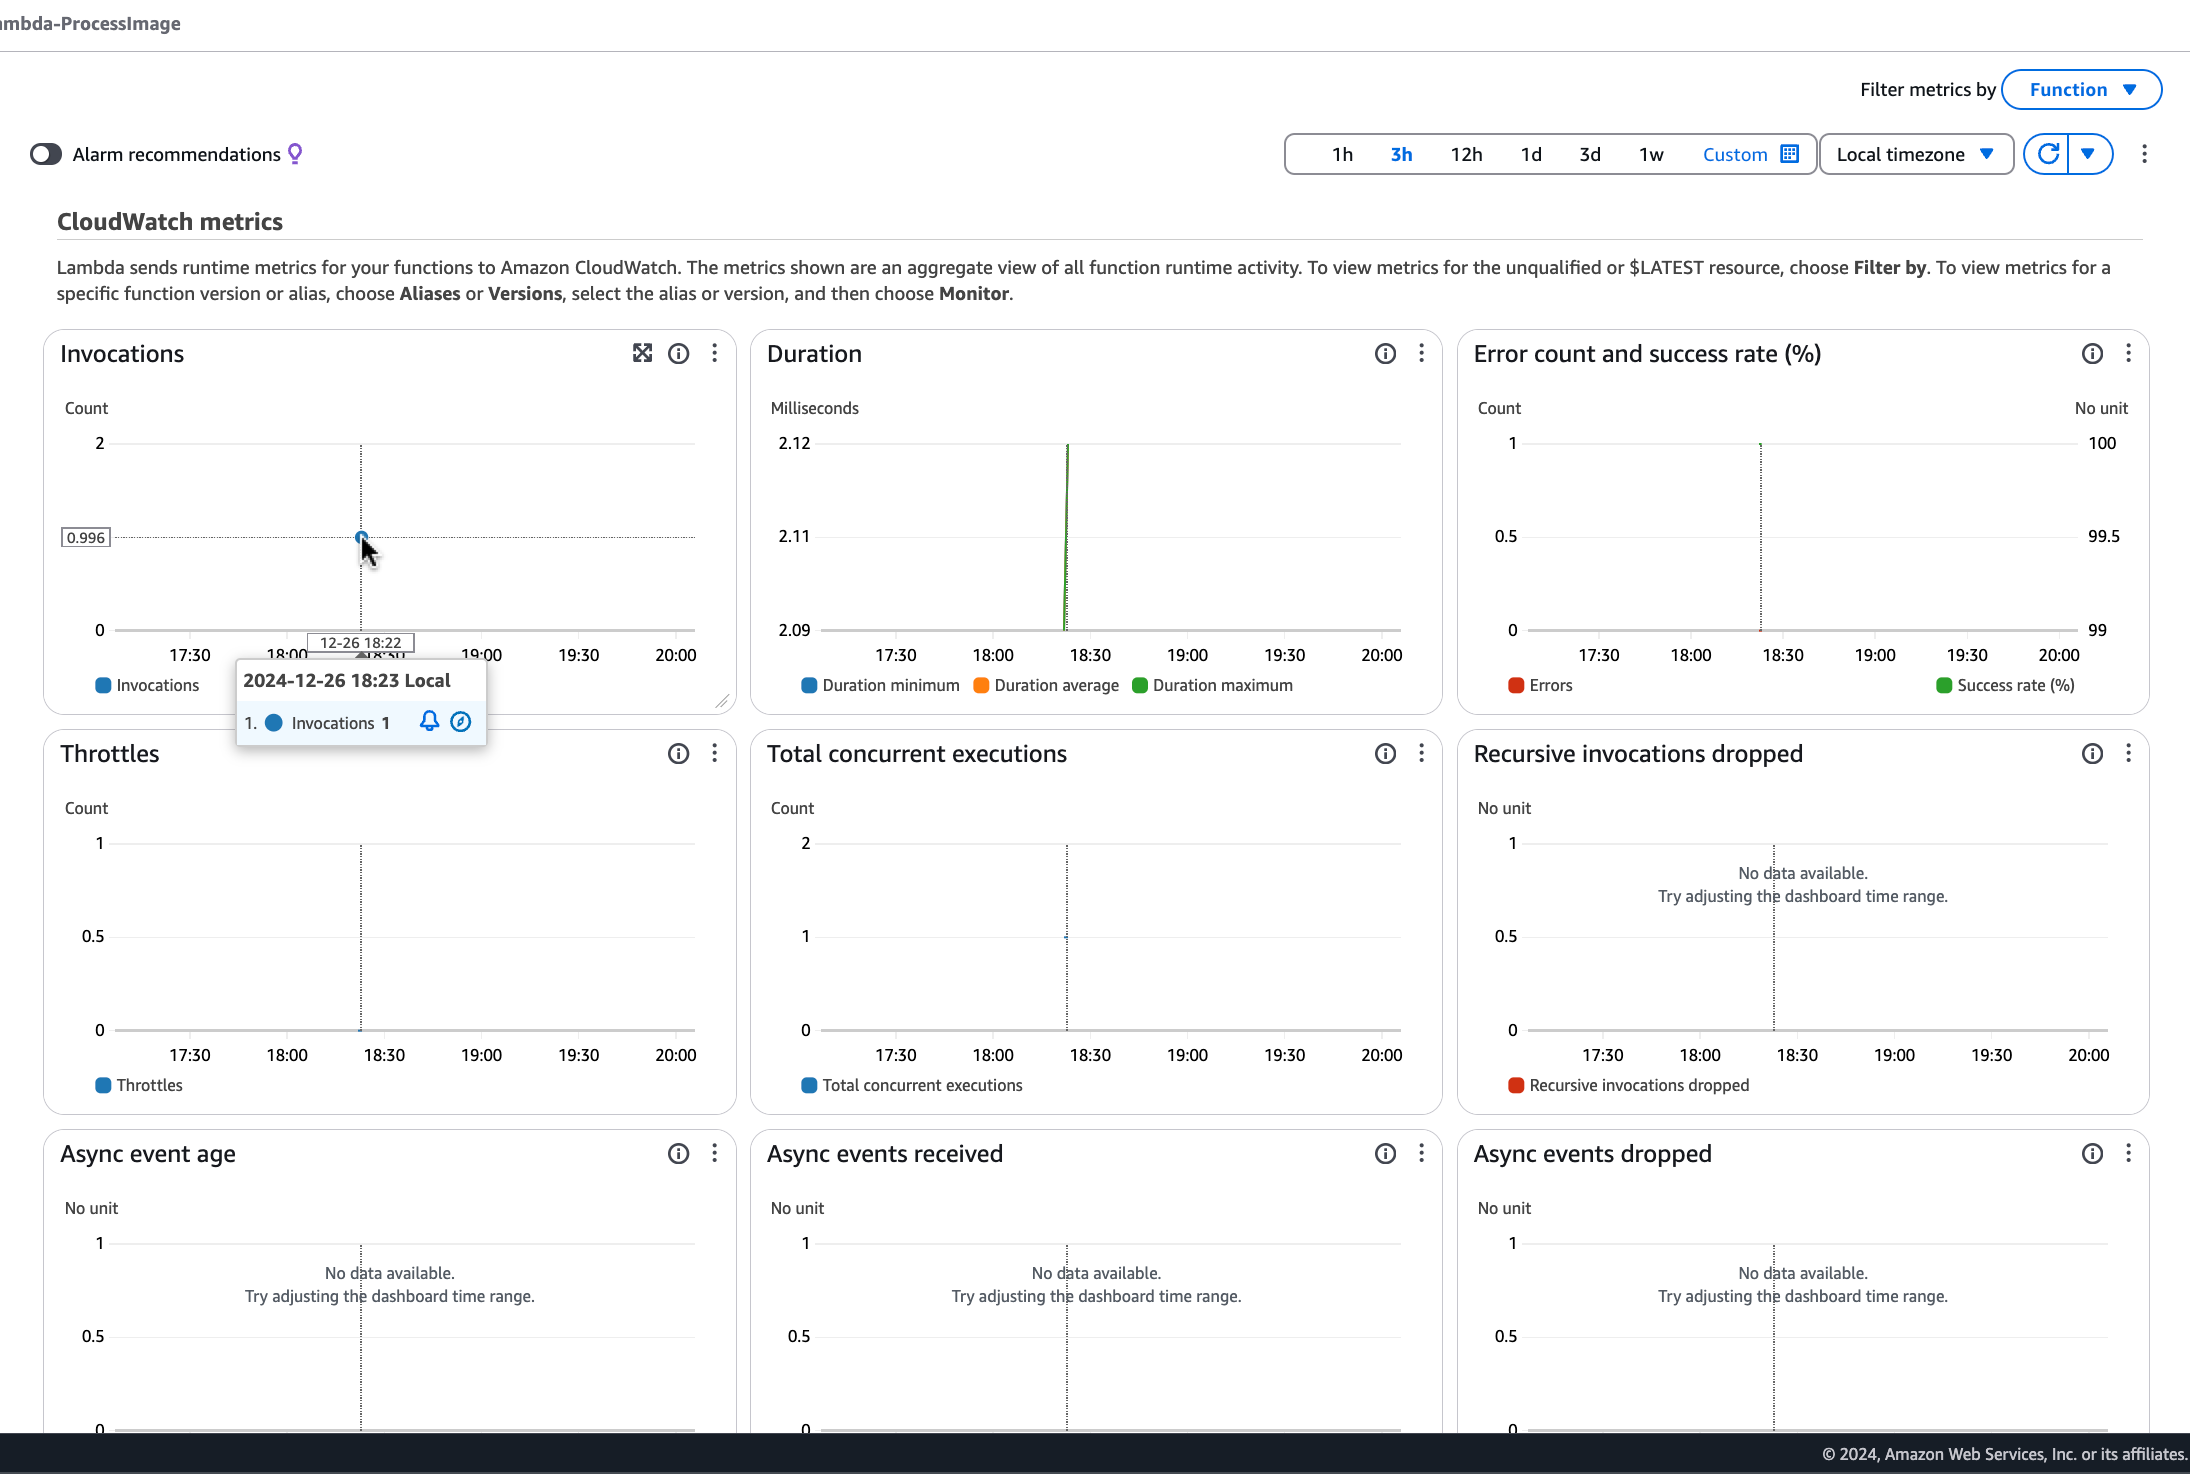 ambda-ProcessImage
Filter metrics by Function
Alarm recommendations
1h 3h 12h 1d 3d 1w Custom Local timezone
CloudWatch metrics
Lambda sends runtime metrics for your functions to Amazon CloudWatch. The metrics shown are an aggregate view of all function runtime activity. To view metrics for the unqualified or $LATEST resource, choose Filter by. To view metrics for a
specific function version or alias, choose Aliases or Versions, select the alias or version, and then choose Monitor.
Invocations
Count
2
0.996
0
17:30 18:00 18:30 19:00 19:30 20:00
12-26 18:22
Invocations
2024-12-26 18:23 Local
1. Invocations 1
Duration
Milliseconds
2.12
2.11
2.09
17:30 18:00 18:30 19:00 19:30 20:00
Duration minimum Duration average Duration maximum
Error count and success rate (%)
Count No unit
1 100
0.5 99.5
0 99
17:30 18:00 18:30 19:00 19:30 20:00
Errors Success rate (%)
Throttles
Count
1
0.5
0
17:30 18:00 18:30 19:00 19:30 20:00
Throttles
Total concurrent executions
Count
2
1
0
17:30 18:00 18:30 19:00 19:30 20:00
Total concurrent executions
Recursive invocations dropped
No unit
1
No data available.
Try adjusting the dashboard time range.
0.5
0
17:30 18:00 18:30 19:00 19:30 20:00
Recursive invocations dropped
Async event age
No unit
1
No data available.
Try adjusting the dashboard time range.
0.5
0
Async events received
No unit
1
No data available.
Try adjusting the dashboard time range.
0.5
0
Async events dropped
No unit
1
No data available.
Try adjusting the dashboard time range.
0.5
0
© 2024, Amazon Web Services, Inc. or its affiliates.